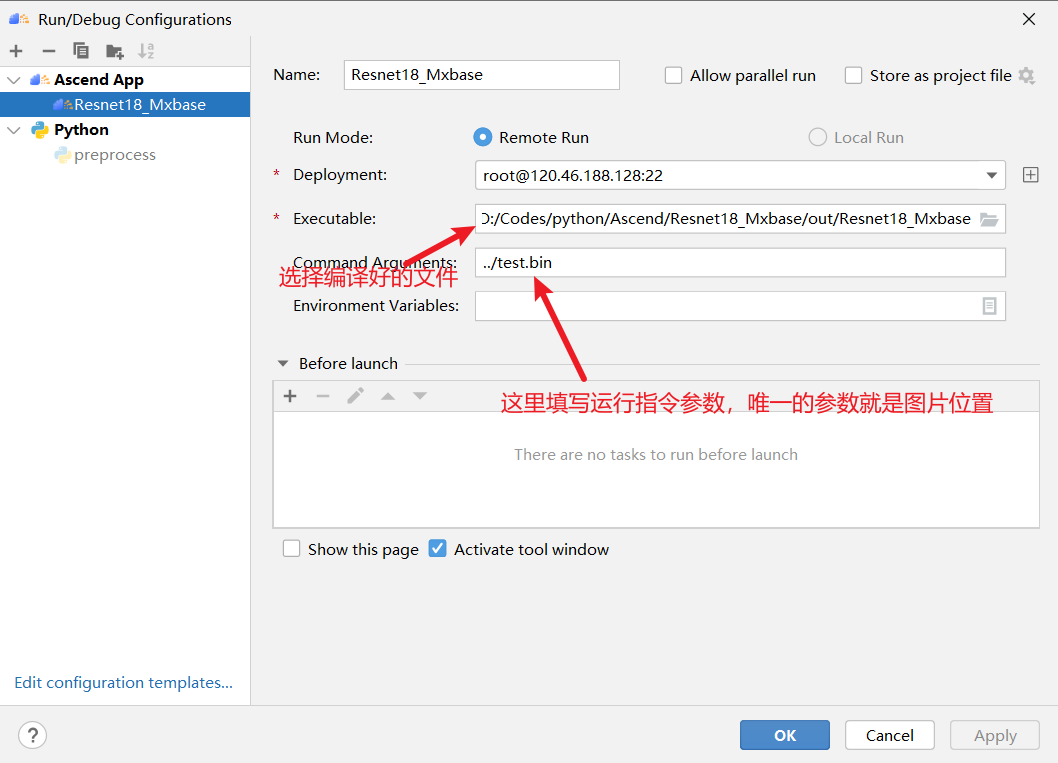 Run/Debug Configurations
Ascend App
Resnet18_Mxbase
Python
preprocess
Edit configuration templates...
Name: Resnet18_Mxbase Allow parallel run Store as project file
Run Mode: Remote Run Local Run
* Deployment: root@120.46.188.128:22
* Executable: D:/Codes/python/Ascend/Resnet18_Mxbase/out/Resnet18_Mxbase
Command Arguments: ../test.bin
选择编译好的文件
Environment Variables:
Before launch
这里填写运行指令参数，唯一的参数就是图片位置
There are no tasks to run before launch
Show this page Activate tool window
? OK Cancel Apply